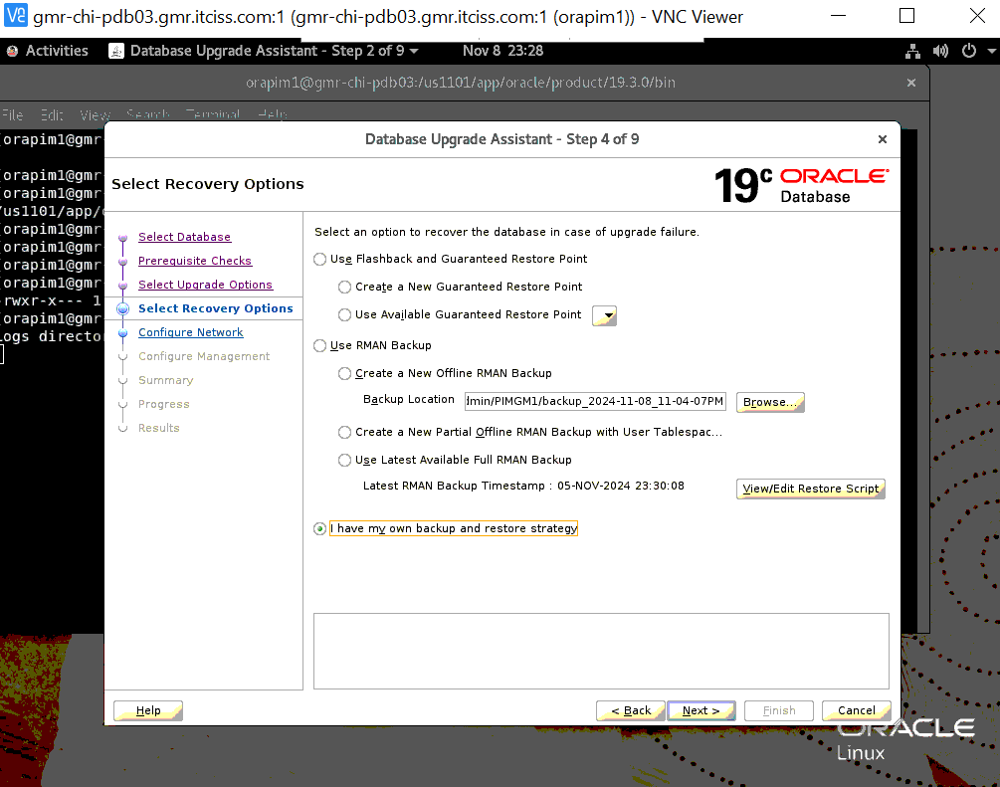 gmr-chi-pdb03.gmr.itciss.com:1 (gmr-chi-pdb03.gmr.itciss.com:1 (orapim1)) - VNC Viewer
Activities Database Upgrade Assistant - Step 2 of 9 Nov 8 23:28
orapim1@gmr-chi-pdb03:/us1101/app/oracle/product/19.3.0/bin
File Edit View Search Terminal Help
orapim1@gmr
orapim1@gmr
orapim1@gmr
/us1101/app/
orapim1@gmr
orapim1@gmr
orapim1@gmr
orapim1@gmr
-rwxr-x--- 1
orapim1@gmr
ogs director
Database Upgrade Assistant - Step 4 of 9
Select Recovery Options
19c ORACLE
Database
Select Database
Prerequisite Checks
Select Upgrade Options
Select Recovery Options
Configure Network
Configure Management
Summary
Progress
Results
Select an option to recover the database in case of upgrade failure.
Use Flashback and Guaranteed Restore Point
Create a New Guaranteed Restore Point
Use Available Guaranteed Restore Point
Use RMAN Backup
Create a New Offline RMAN Backup
Backup Location dmin/PIMGM1/backup_2024-11-08_11-04-07PM Browse...
Create a New Partial Offline RMAN Backup with User Tablespac...
Use Latest Available Full RMAN Backup
Latest RMAN Backup Timestamp : 05-NOV-2024 23:30:08 View/Edit Restore Script
I have my own backup and restore strategy
Help < Back Next > Finish Cancel
ORACLE
Linux